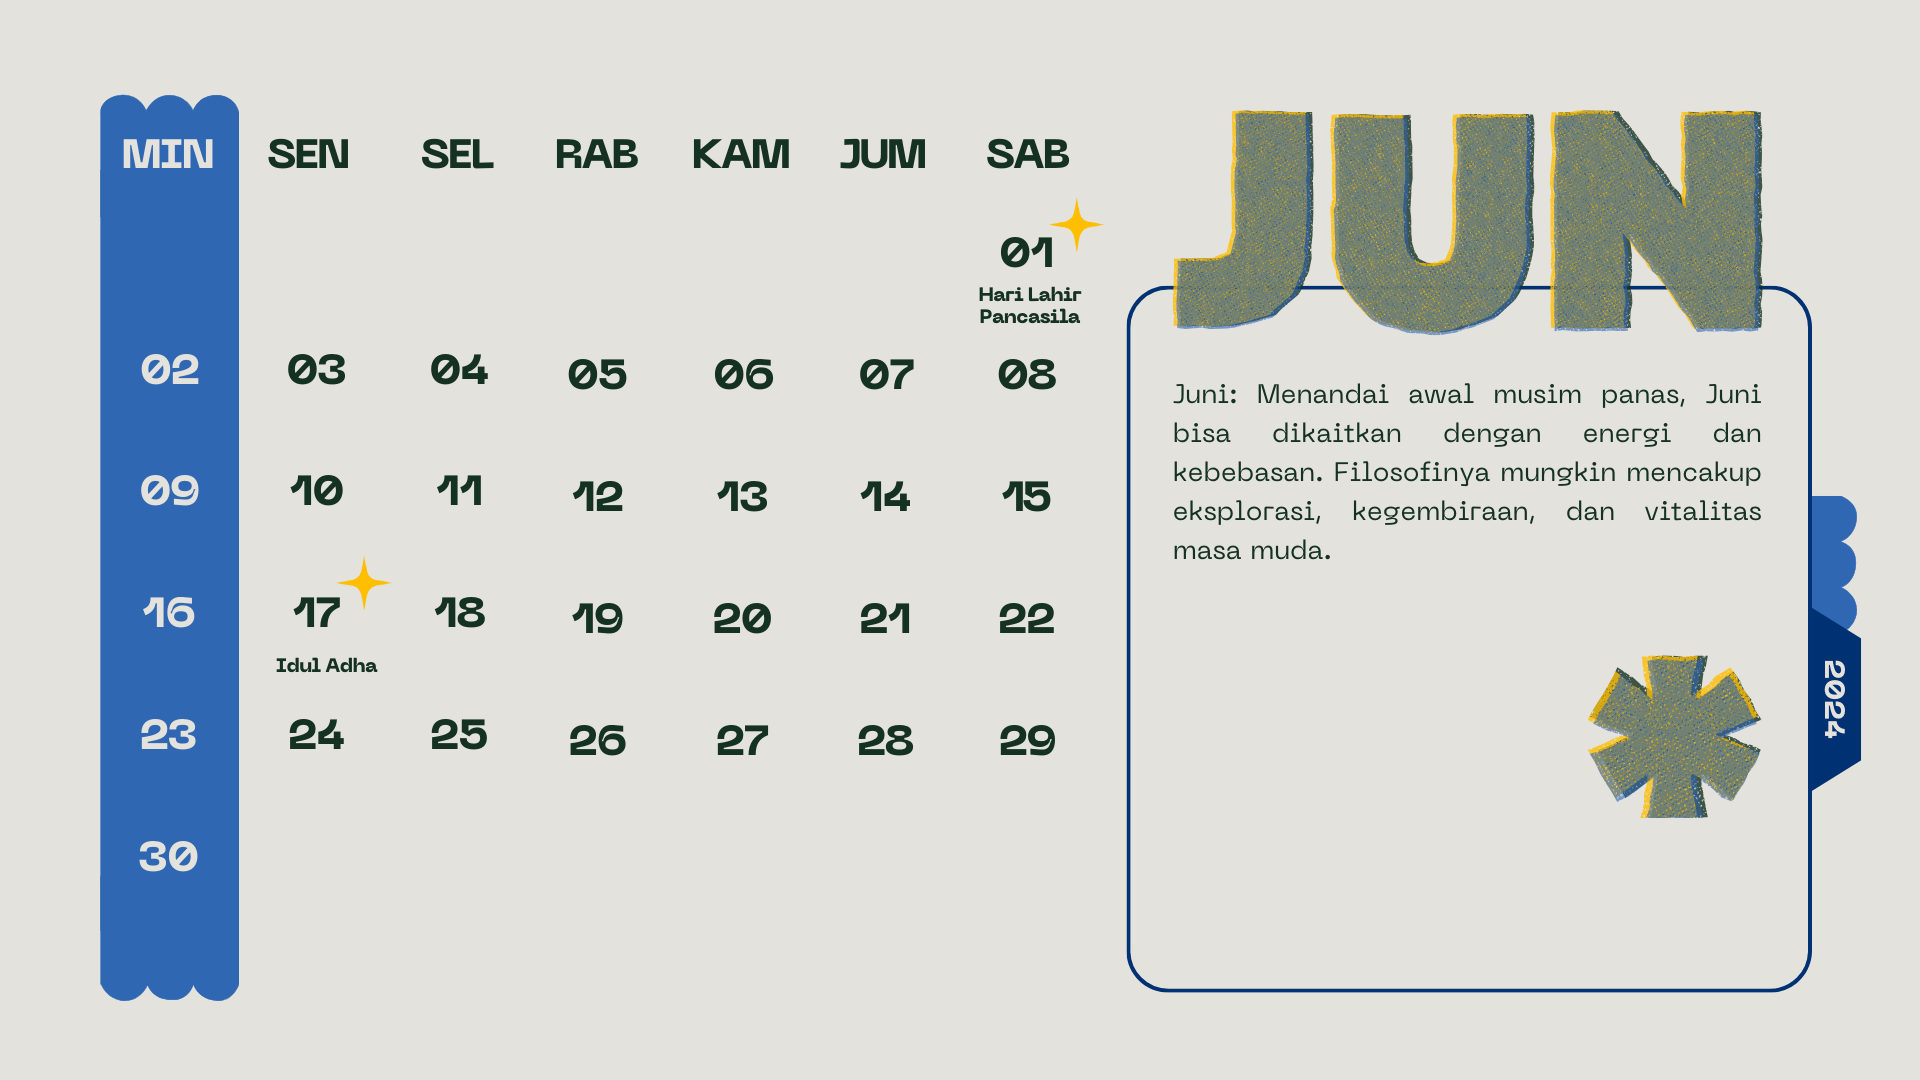 MIN SEN SEL RAB KAM JUM SAB
01
Hari Lahir
Pancasila
02 03 04 05 06 07 08
09 10 11 12 13 14 15
16 17 18 19 20 21 22
Idul Adha
23 24 25 26 27 28 29
30
JUN
Juni: Menandai awal musim panas, Juni
bisa dikaitkan dengan energi dan
kebebasan. Filosofinya mungkin mencakup
eksplorasi, kegembiraan, dan vitalitas
masa muda.
2024